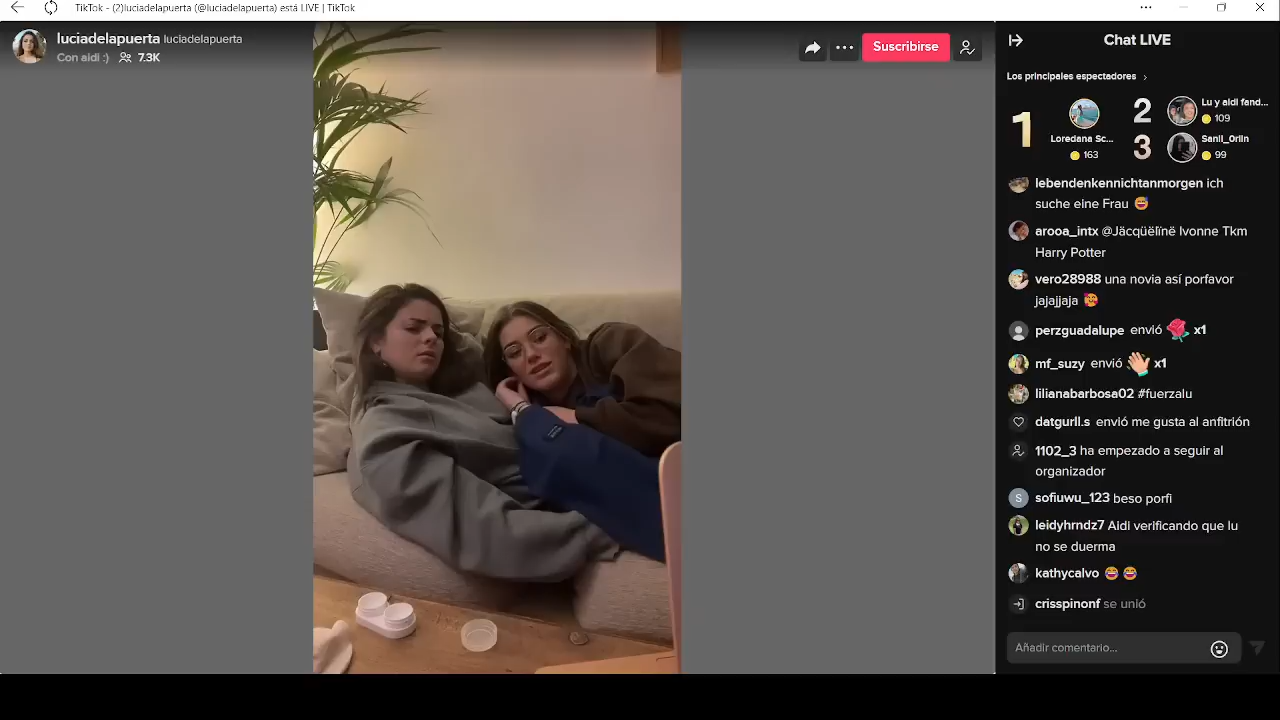 TikTok - (2)luciadelapuerta (@luciadelapuerta) está LIVE | TikTok
luciadelapuerta luciadelapuerta
Con aidi :) 7.3K
Suscribirse
Chat LIVE
Los principales espectadores
1
Loredana Sc...
163
2
Lu y aidi fand...
109
3
Sanli_0rlin
99
lebendenkennichtanmorgen ich
suche eine Frau 😅
arooa_intx @Jäcqüëlïnë Ivonne Tkm
Harry Potter
vero28988 una novia así porfavor
jajajjaja 🥰
perzguadalupe envió 🌹 x1
mf_suzy envió 👋 x1
lilianabarbosa02 #fuerzalu
datgurll.s envió me gusta al anfitrión
1102_3 ha empezado a seguir al
organizador
S sofiuwu_123 beso porfi
leidyhrndz7 Aidi verificando que lu
no se duerma
kathycalvo 😂 😂
crisspinonf se unió
Añadir comentario...